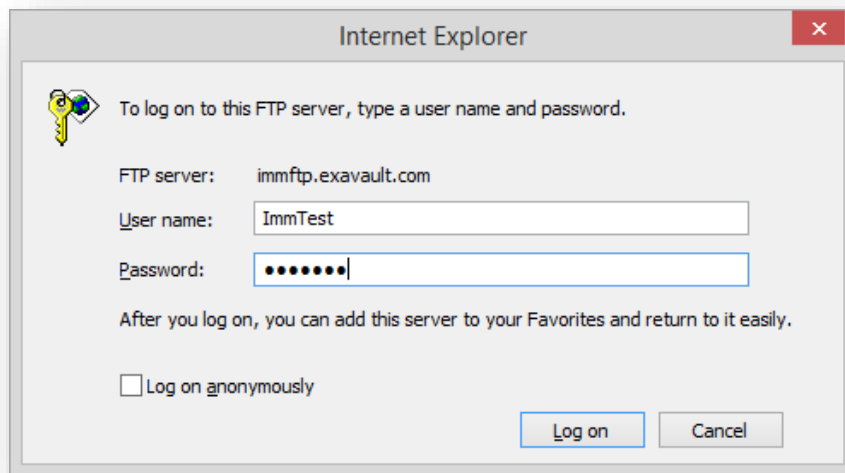 Internet Explorer
To log on to this FTP server, type a user name and password.
FTP server: immftp.exavault.com
User name: ImmTest
Password: ●●●●●●●
After you log on, you can add this server to your Favorites and return to it easily.
Log on anonymously
Log on Cancel